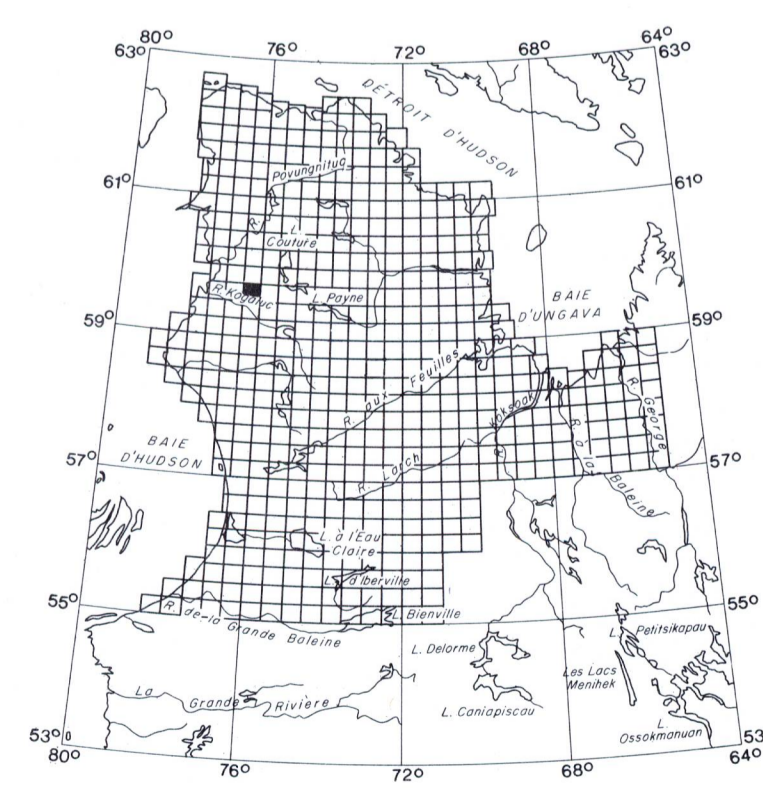 80° 76° 72° 68° 64°
63° 63°
DÉTROIT D'HUDSON
Povungnituq
61° 61°
R.
L.
Couture
R. Kogaluc
L. Payne
BAIE
D'UNGAVA
59° 59°
R. aux Feuilles
Koksoak
R.
R. à la
Baleine
R. George
BAIE
D'HUDSON
57° 57°
R. Larch
L. à l'Eau
Claire
L. d'Iberville
55° 55°
R. de-la Grande Baleine
L. Bienville
L. Petitsikapau
L. Delorme
Les Lacs
Menihek
La Grande Rivière
L. Caniapiscau
L.
Ossokmanuan
53° 53
80° 76° 72° 68° 64°